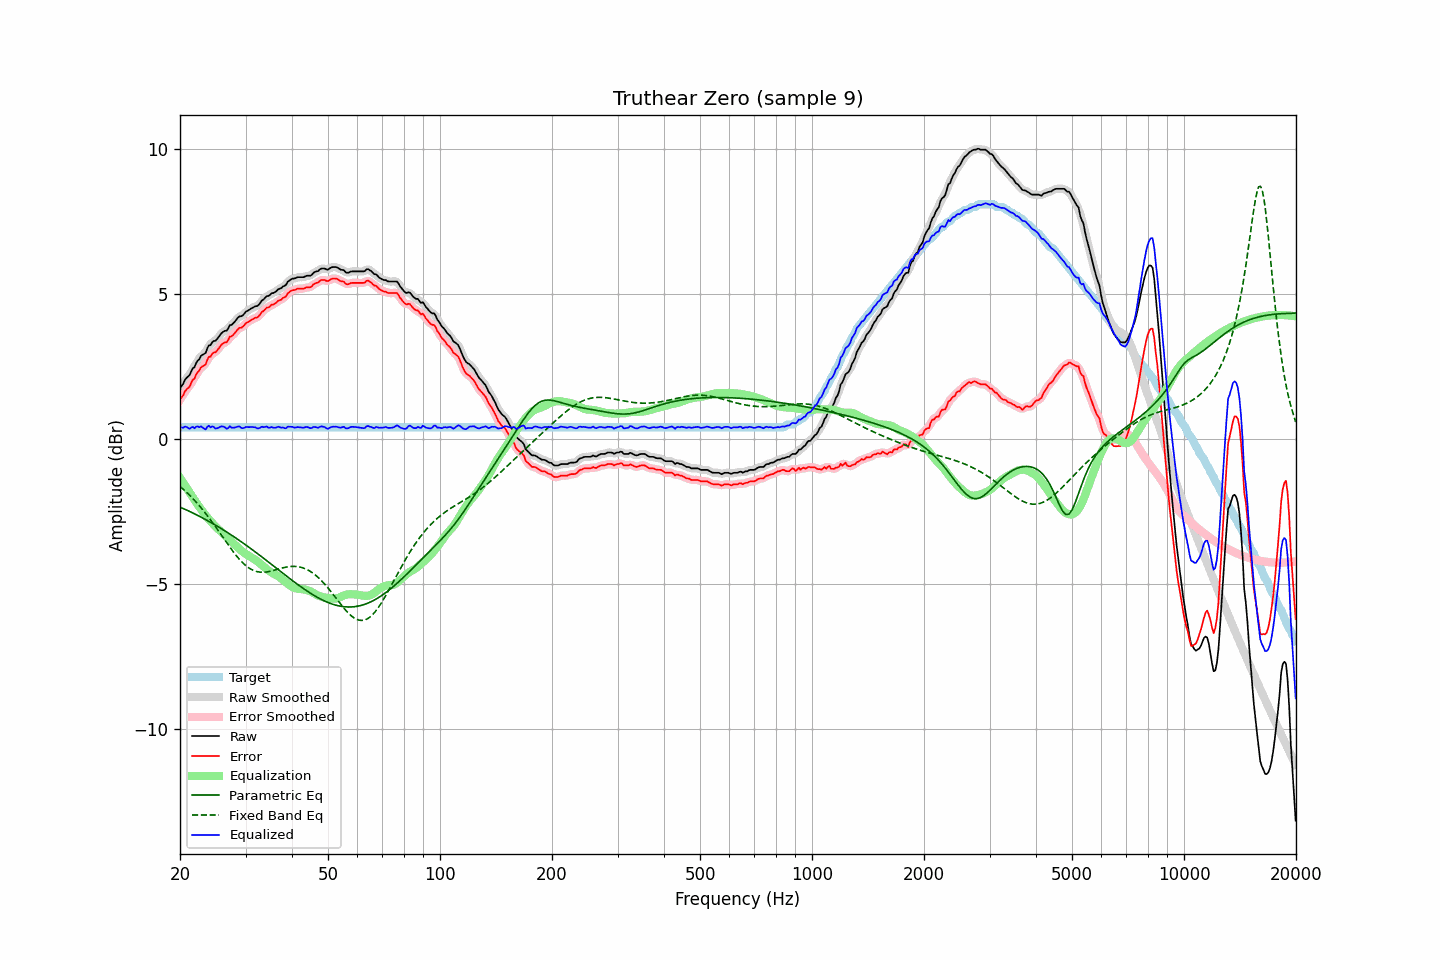 Truthear Zero (sample 9)
Amplitude (dBr)
10
5
0
−5
−10
Target
Raw Smoothed
Error Smoothed
Raw
Error
Equalization
Parametric Eq
Fixed Band Eq
Equalized
20 50 100 200 500 1000 2000 5000 10000 20000
Frequency (Hz)